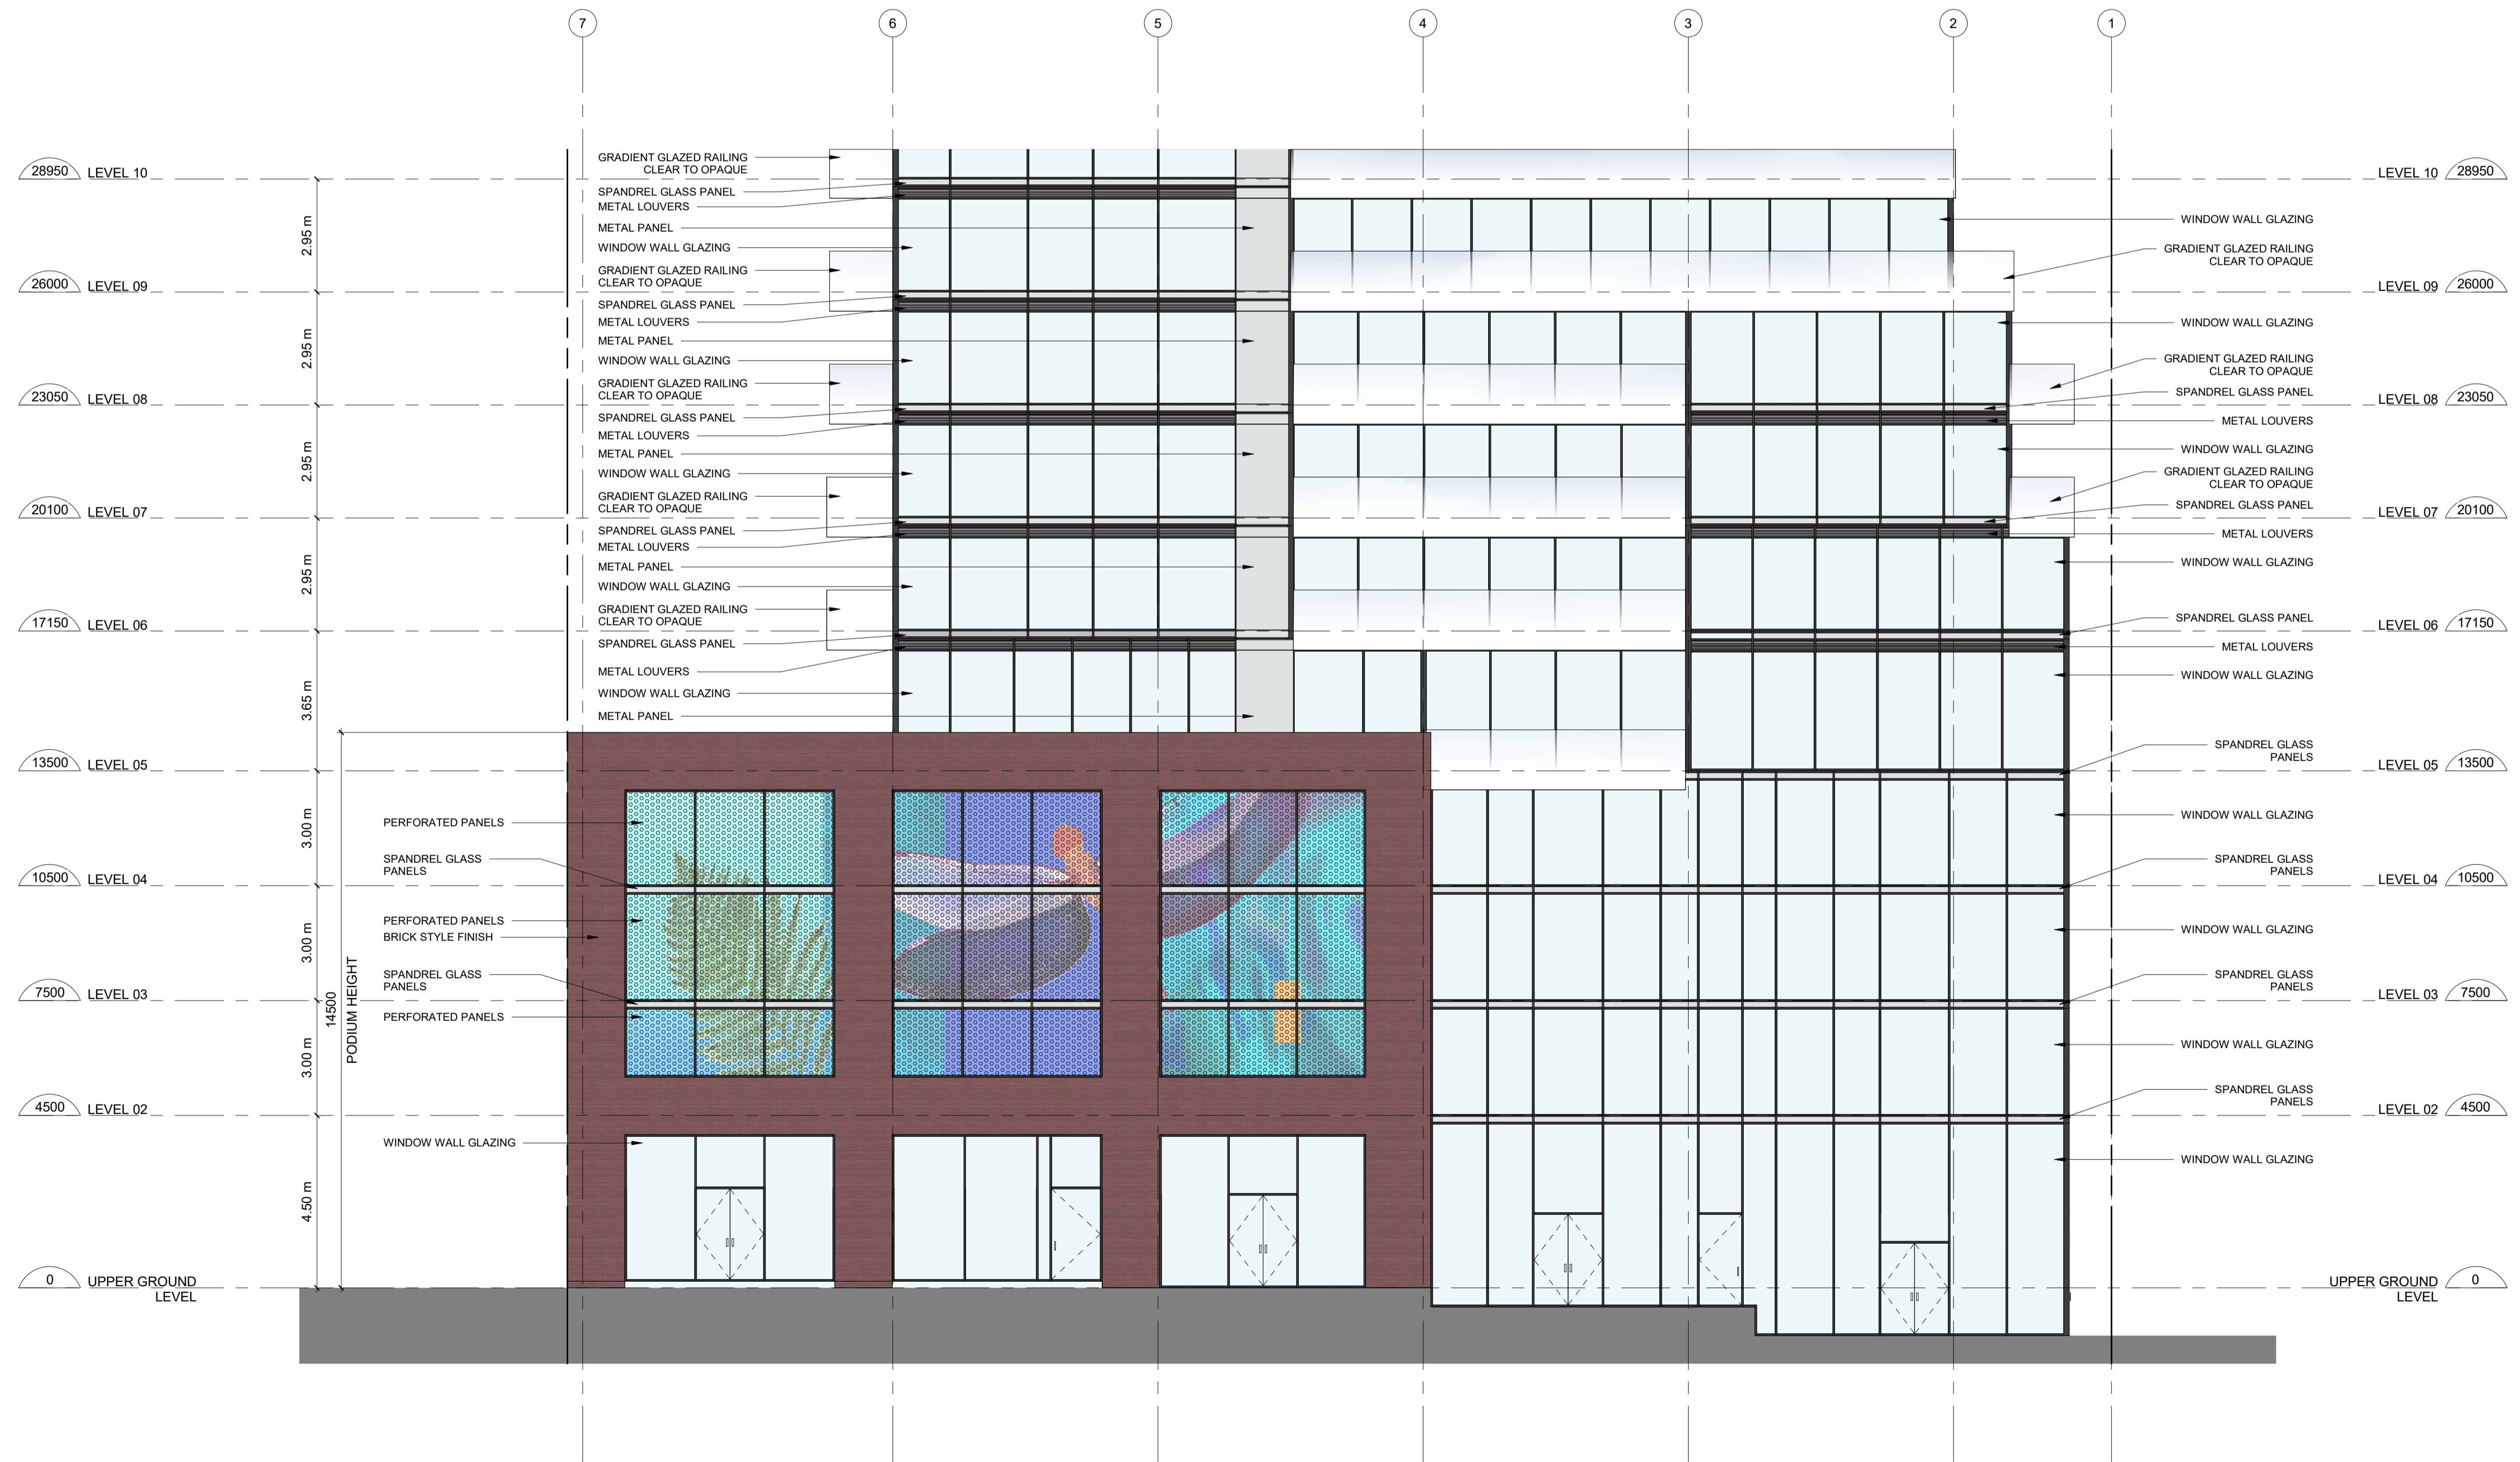 7 6 5 4 3 2 1
28950 LEVEL 10
26000 LEVEL 09
23050 LEVEL 08
20100 LEVEL 07
17150 LEVEL 06
13500 LEVEL 05
10500 LEVEL 04
7500 LEVEL 03
4500 LEVEL 02
0 UPPER GROUND
LEVEL
2.95 m
2.95 m
2.95 m
2.95 m
3.65 m
3.00 m
3.00 m
3.00 m
4.50 m
14500
PODIUM HEIGHT
GRADIENT GLAZED RAILING
CLEAR TO OPAQUE
SPANDREL GLASS PANEL
METAL LOUVERS
METAL PANEL
WINDOW WALL GLAZING
GRADIENT GLAZED RAILING
CLEAR TO OPAQUE
SPANDREL GLASS PANEL
METAL LOUVERS
METAL PANEL
WINDOW WALL GLAZING
GRADIENT GLAZED RAILING
CLEAR TO OPAQUE
SPANDREL GLASS PANEL
METAL LOUVERS
METAL PANEL
WINDOW WALL GLAZING
GRADIENT GLAZED RAILING
CLEAR TO OPAQUE
SPANDREL GLASS PANEL
METAL LOUVERS
METAL PANEL
WINDOW WALL GLAZING
GRADIENT GLAZED RAILING
CLEAR TO OPAQUE
SPANDREL GLASS PANEL
METAL LOUVERS
WINDOW WALL GLAZING
METAL PANEL
PERFORATED PANELS
SPANDREL GLASS
PANELS
PERFORATED PANELS
BRICK STYLE FINISH
SPANDREL GLASS
PANELS
PERFORATED PANELS
WINDOW WALL GLAZING
WINDOW WALL GLAZING
GRADIENT GLAZED RAILING
CLEAR TO OPAQUE
WINDOW WALL GLAZING
GRADIENT GLAZED RAILING
CLEAR TO OPAQUE
SPANDREL GLASS PANEL
METAL LOUVERS
WINDOW WALL GLAZING
GRADIENT GLAZED RAILING
CLEAR TO OPAQUE
SPANDREL GLASS PANEL
METAL LOUVERS
WINDOW WALL GLAZING
SPANDREL GLASS PANEL
METAL LOUVERS
WINDOW WALL GLAZING
SPANDREL GLASS
PANELS
WINDOW WALL GLAZING
SPANDREL GLASS
PANELS
WINDOW WALL GLAZING
SPANDREL GLASS
PANELS
WINDOW WALL GLAZING
SPANDREL GLASS
PANELS
WINDOW WALL GLAZING
LEVEL 10 28950
LEVEL 09 26000
LEVEL 08 23050
LEVEL 07 20100
LEVEL 06 17150
LEVEL 05 13500
LEVEL 04 10500
LEVEL 03 7500
LEVEL 02 4500
UPPER GROUND 0
LEVEL